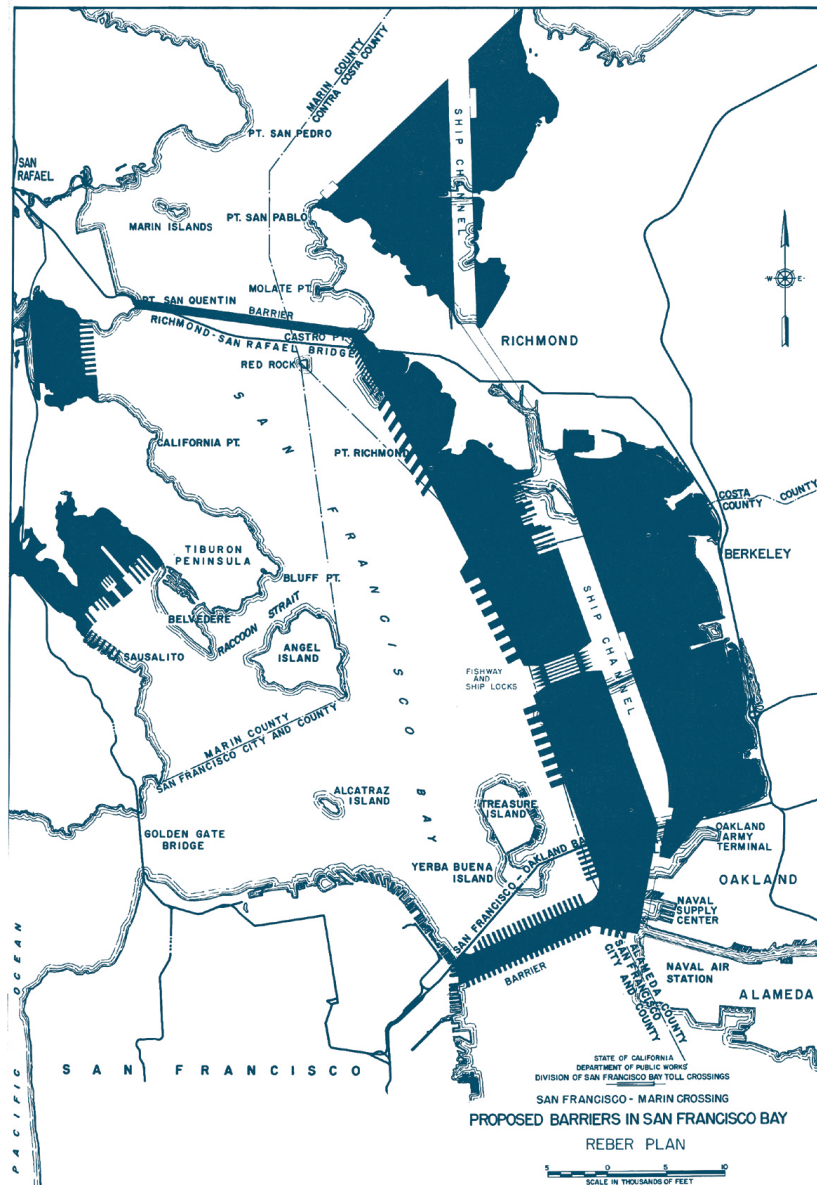 MARIN COUNTY
CONTRA COSTA COUNTY
SHIP CHANNEL
PT. SAN PEDRO
SAN
RAFAEL
MARIN ISLANDS
PT. SAN PABLO
MOLATE PT.
W
E
PT. SAN QUENTIN
BARRIER
RICHMOND-SAN RAFAEL BRIDGE
CASTRO PT.
RED ROCK
RICHMOND
SAN FRANCISCO BAY
CALIFORNIA PT.
PT. RICHMOND
COSTA COUNTY
COUNTY
TIBURON
PENINSULA
BERKELEY
BLUFF PT.
BELVEDERE
RACCOON STRAIT
SHIP CHANNEL
SAUSALITO
ANGEL
ISLAND
FISHWAY
AND
SHIP LOCKS
MARIN COUNTY
SAN FRANCISCO CITY AND COUNTY
ALCATRAZ
ISLAND
TREASURE
ISLAND
GOLDEN GATE
BRIDGE
OAKLAND
ARMY
TERMINAL
YERBA BUENA
ISLAND
SAN FRANCISCO - OAKLAND BA
OAKLAND
NAVAL
SUPPLY
CENTER
BARRIER
ALAMEDA COUNTY
SAN FRANCISCO
CITY AND COUNTY
NAVAL AIR
STATION
ALAMEDA
PACIFIC OCEAN
SAN FRANCISCO
STATE OF CALIFORNIA
DEPARTMENT OF PUBLIC WORKS
DIVISION OF SAN FRANCISCO BAY TOLL CROSSINGS
SAN FRANCISCO - MARIN CROSSING
PROPOSED BARRIERS IN SAN FRANCISCO BAY
REBER PLAN
5 0 5 10
SCALE IN THOUSANDS OF FEET